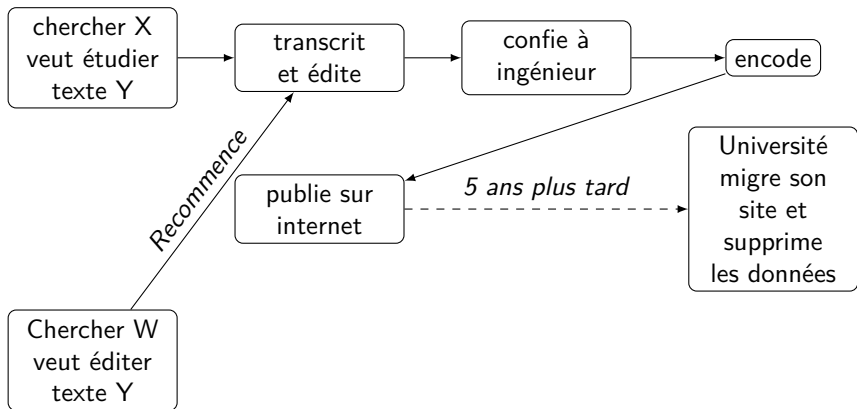 chercher X
veut étudier
texte Y
transcrit
et édite
confie à
ingénieur
encode
Recommence
publie sur
internet
5 ans plus tard
Université
migre son
site et
supprime
les données
Chercher W
veut éditer
texte Y